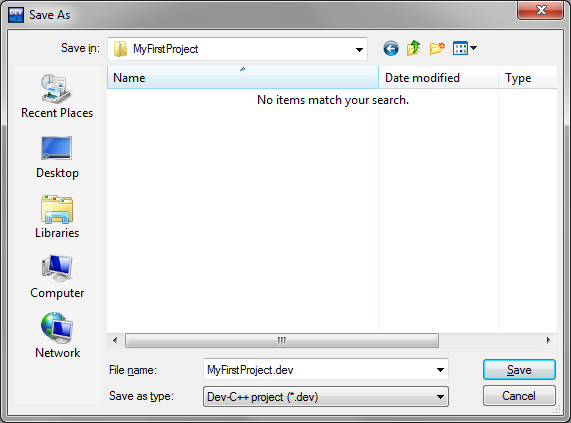 DEV Save As
Save in: MyFirstProject
Name Date modified Type
No items match your search.
Recent Places
Desktop
Libraries
Computer
Network
File name: MyFirstProject.dev Save
Save as type: Dev-C++ project (*.dev) Cancel